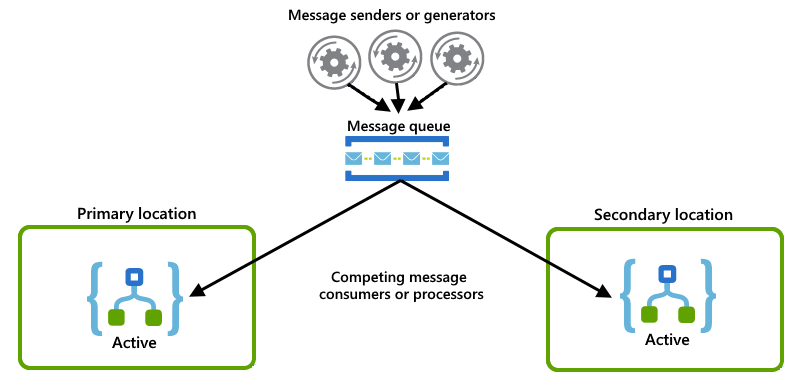 Message senders or generators
Message queue
Primary location
Secondary location
Competing message
consumers or processors
Active
Active